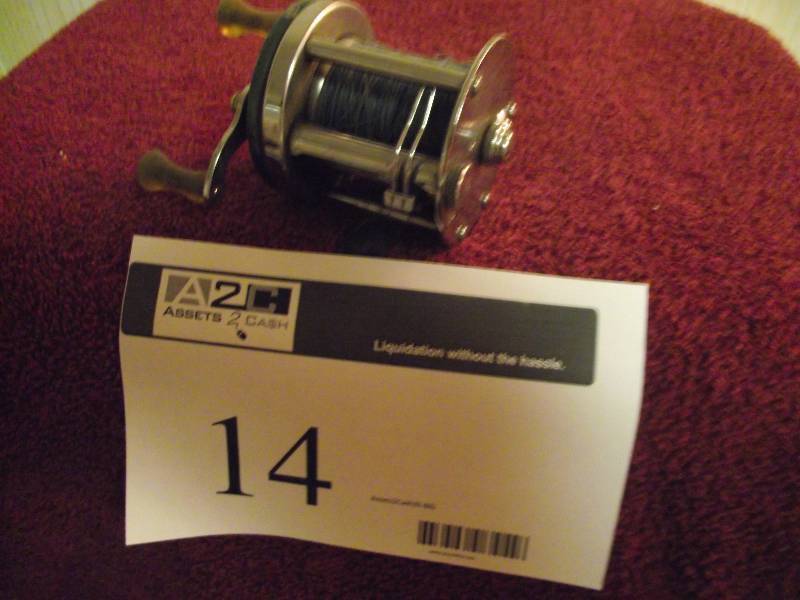 A2C
ASSETS 2 CASH
Liquidation without the hassle.
14